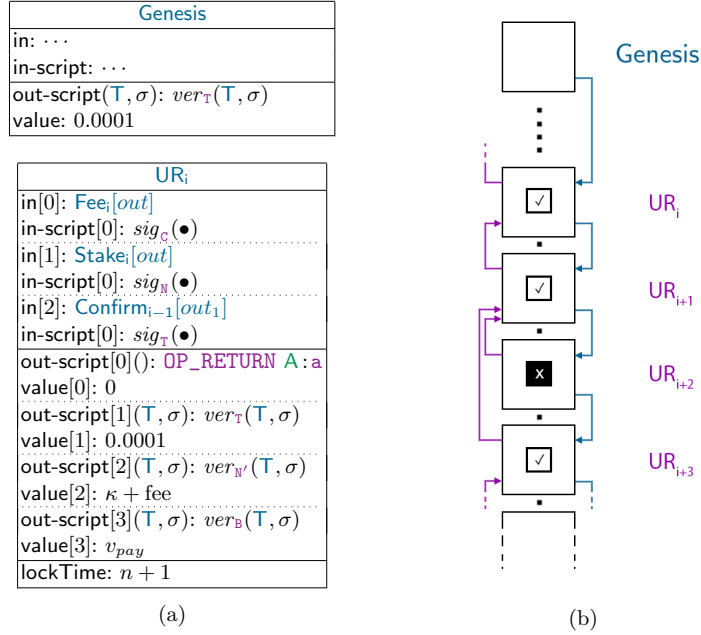 Genesis
in: ···
in-script: ···
out-script(T, σ): ver_T(T, σ)
value: 0.0001
UR_i
in[0]: Fee_i[out]
in-script[0]: sig_C(•)
in[1]: Stake_i[out]
in-script[0]: sig_N(•)
in[2]: Confirm_{i−1}[out_1]
in-script[0]: sig_T(•)
out-script[0](): OP_RETURN A:a
value[0]: 0
out-script[1](T, σ): ver_T(T, σ)
value[1]: 0.0001
out-script[2](T, σ): ver_{N′}(T, σ)
value[2]: κ + fee
out-script[3](T, σ): ver_B(T, σ)
value[3]: v_{pay}
lockTime: n + 1
(a)
Genesis
✓
UR_i
✓
UR_{i+1}
x
UR_{i+2}
✓
UR_{i+3}
(b)